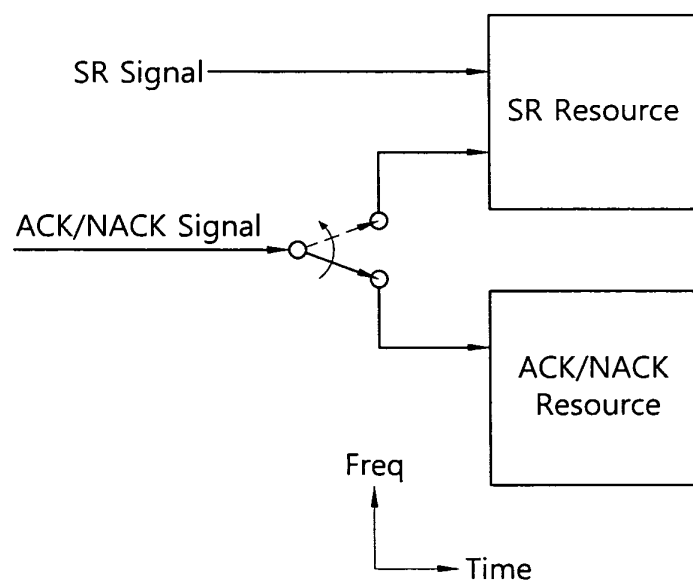 SR Signal
SR Resource
ACK/NACK Signal
ACK/NACK
Resource
Freq
Time